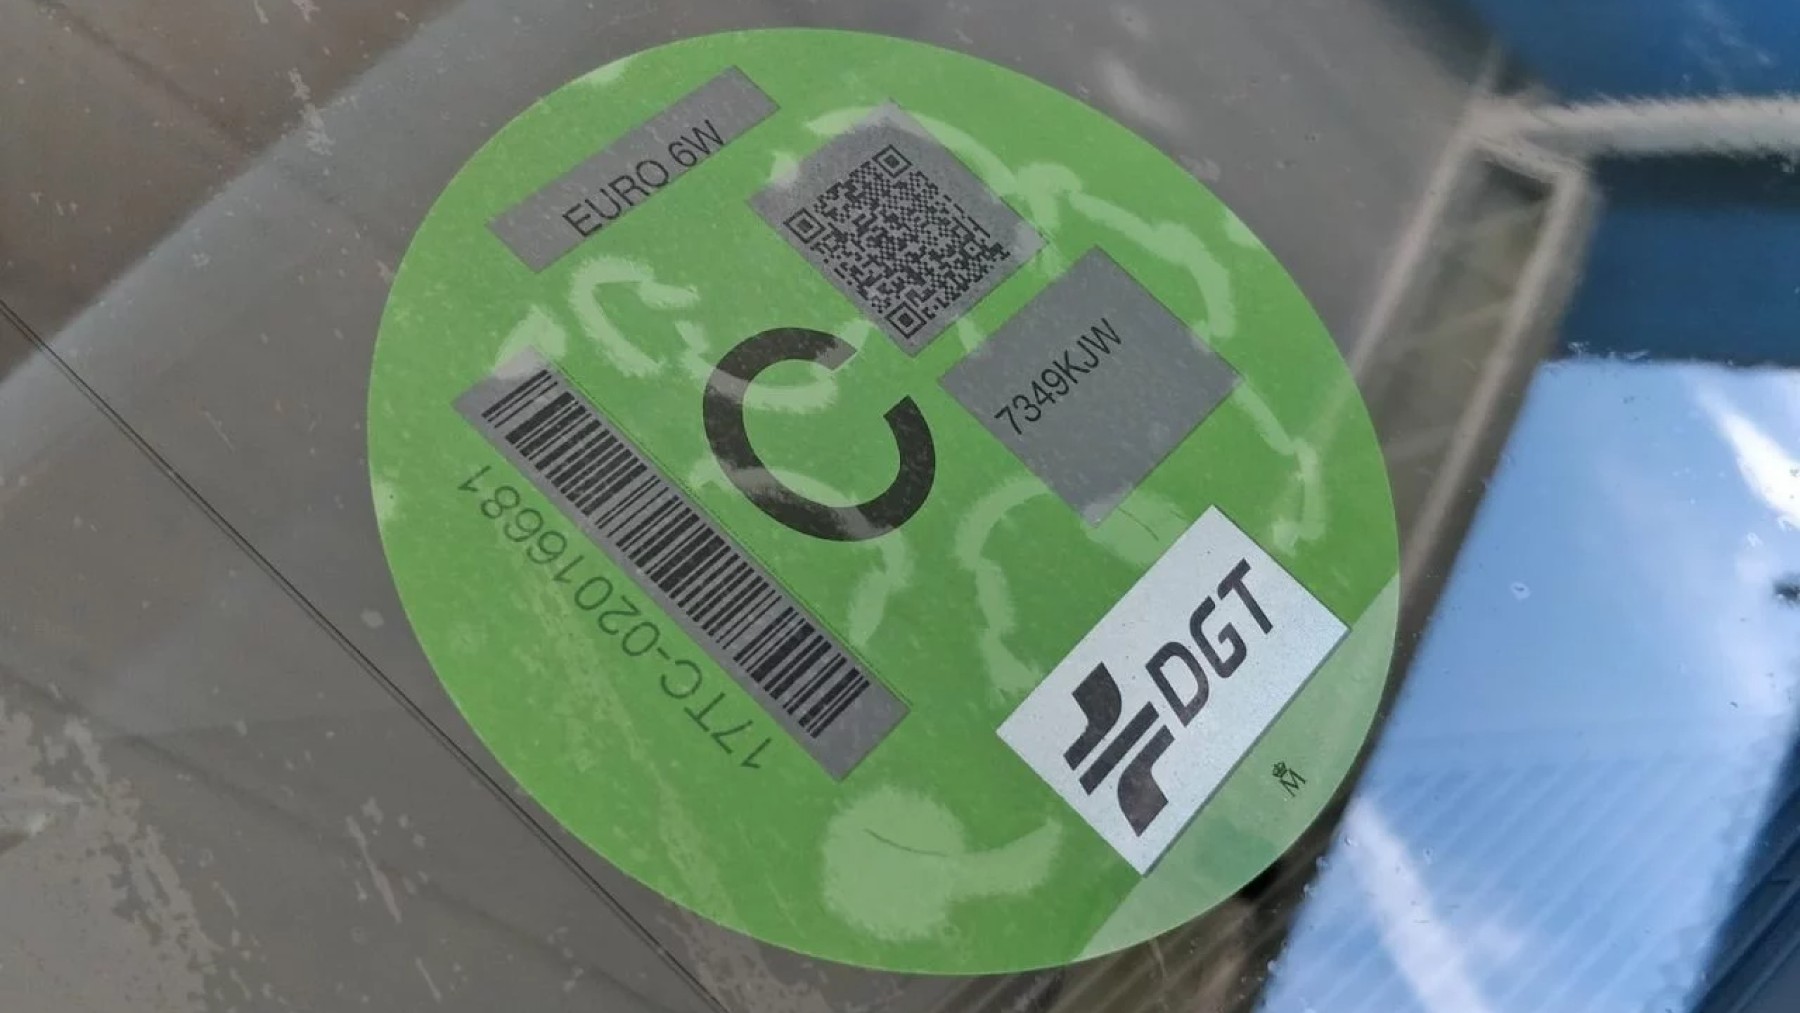 EURO 6W
C
7349KJW
17TC-02016681
DGT
M